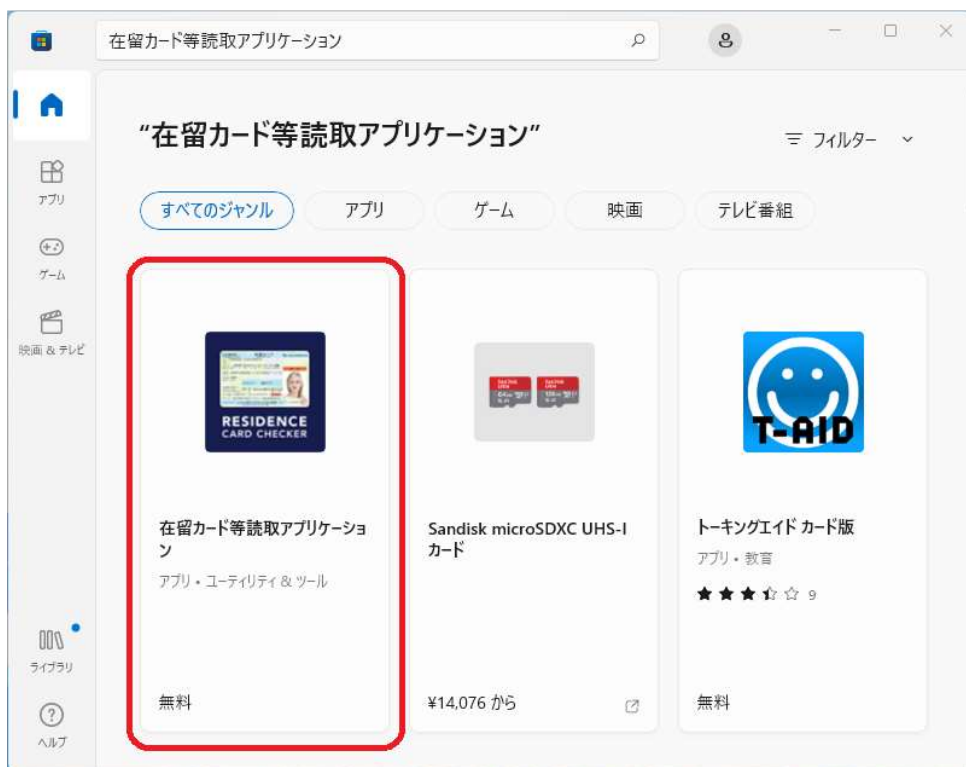 在留カード等読取アプリケーション
“在留カード等読取アプリケーション”
フィルター
すべてのジャンル
アプリ
ゲーム
映画
テレビ番組
アプリ
ゲーム
映画 & テレビ
ライブラリ
ヘルプ
RESIDENCE
CARD CHECKER
在留カード等読取アプリケーショ
ン
アプリ • ユーティリティ & ツール
無料
Sandisk microSDXC UHS-I
カード
¥14,076 から
T-AID
トーキングエイド カード版
アプリ • 教育
9
無料